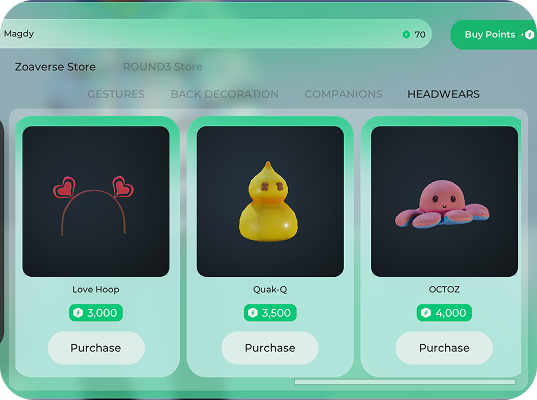 Magdy 70 Buy Points +
Zoaverse Store ROUND3 Store
GESTURES BACK DECORATION COMPANIONS HEADWEARS
Love Hoop Quak-Q OCTOZ
3,000 3,500 4,000
Purchase Purchase Purchase